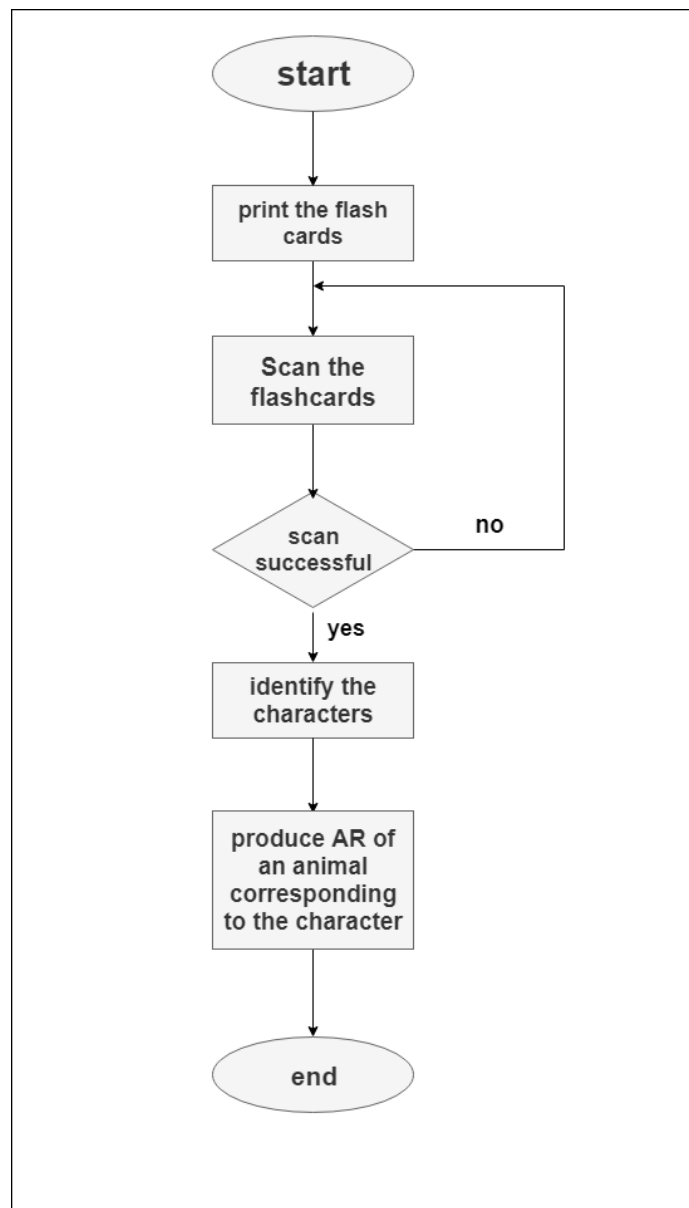 start
print the flash
cards
Scan the
flashcards
scan
successful
no
yes
identify the
characters
produce AR of
an animal
corresponding
to the character
end